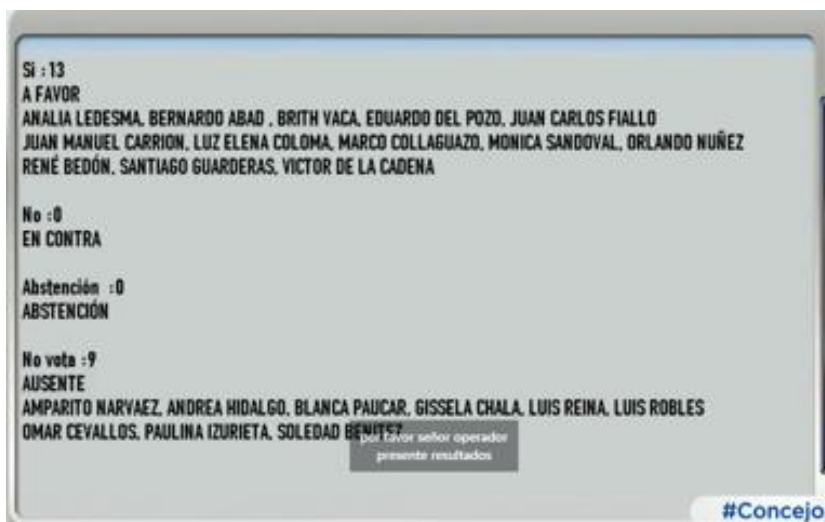 Si : 13
A FAVOR
ANALIA LEDESMA, BERNARDO ABAD , BRITH VACA, EDUARDO DEL POZO, JUAN CARLOS FIALLO
JUAN MANUEL CARRION, LUZ ELENA COLOMA, MARCO COLLAGUAZO, MONICA SANDOVAL, ORLANDO NUÑEZ
RENÉ BEDÓN, SANTIAGO GUARDERAS, VICTOR DE LA CADENA
No :0
EN CONTRA
Abstención :0
ABSTENCIÓN
No vota :9
AUSENTE
AMPARITO NARVAEZ, ANDREA HIDALGO, BLANCA PAUCAR, GISSELA CHALA, LUIS REINA, LUIS ROBLES
OMAR CEVALLOS, PAULINA IZURIETA, SOLEDAD BENITEZ
por favor señor operador
presente resultados
#Concejo